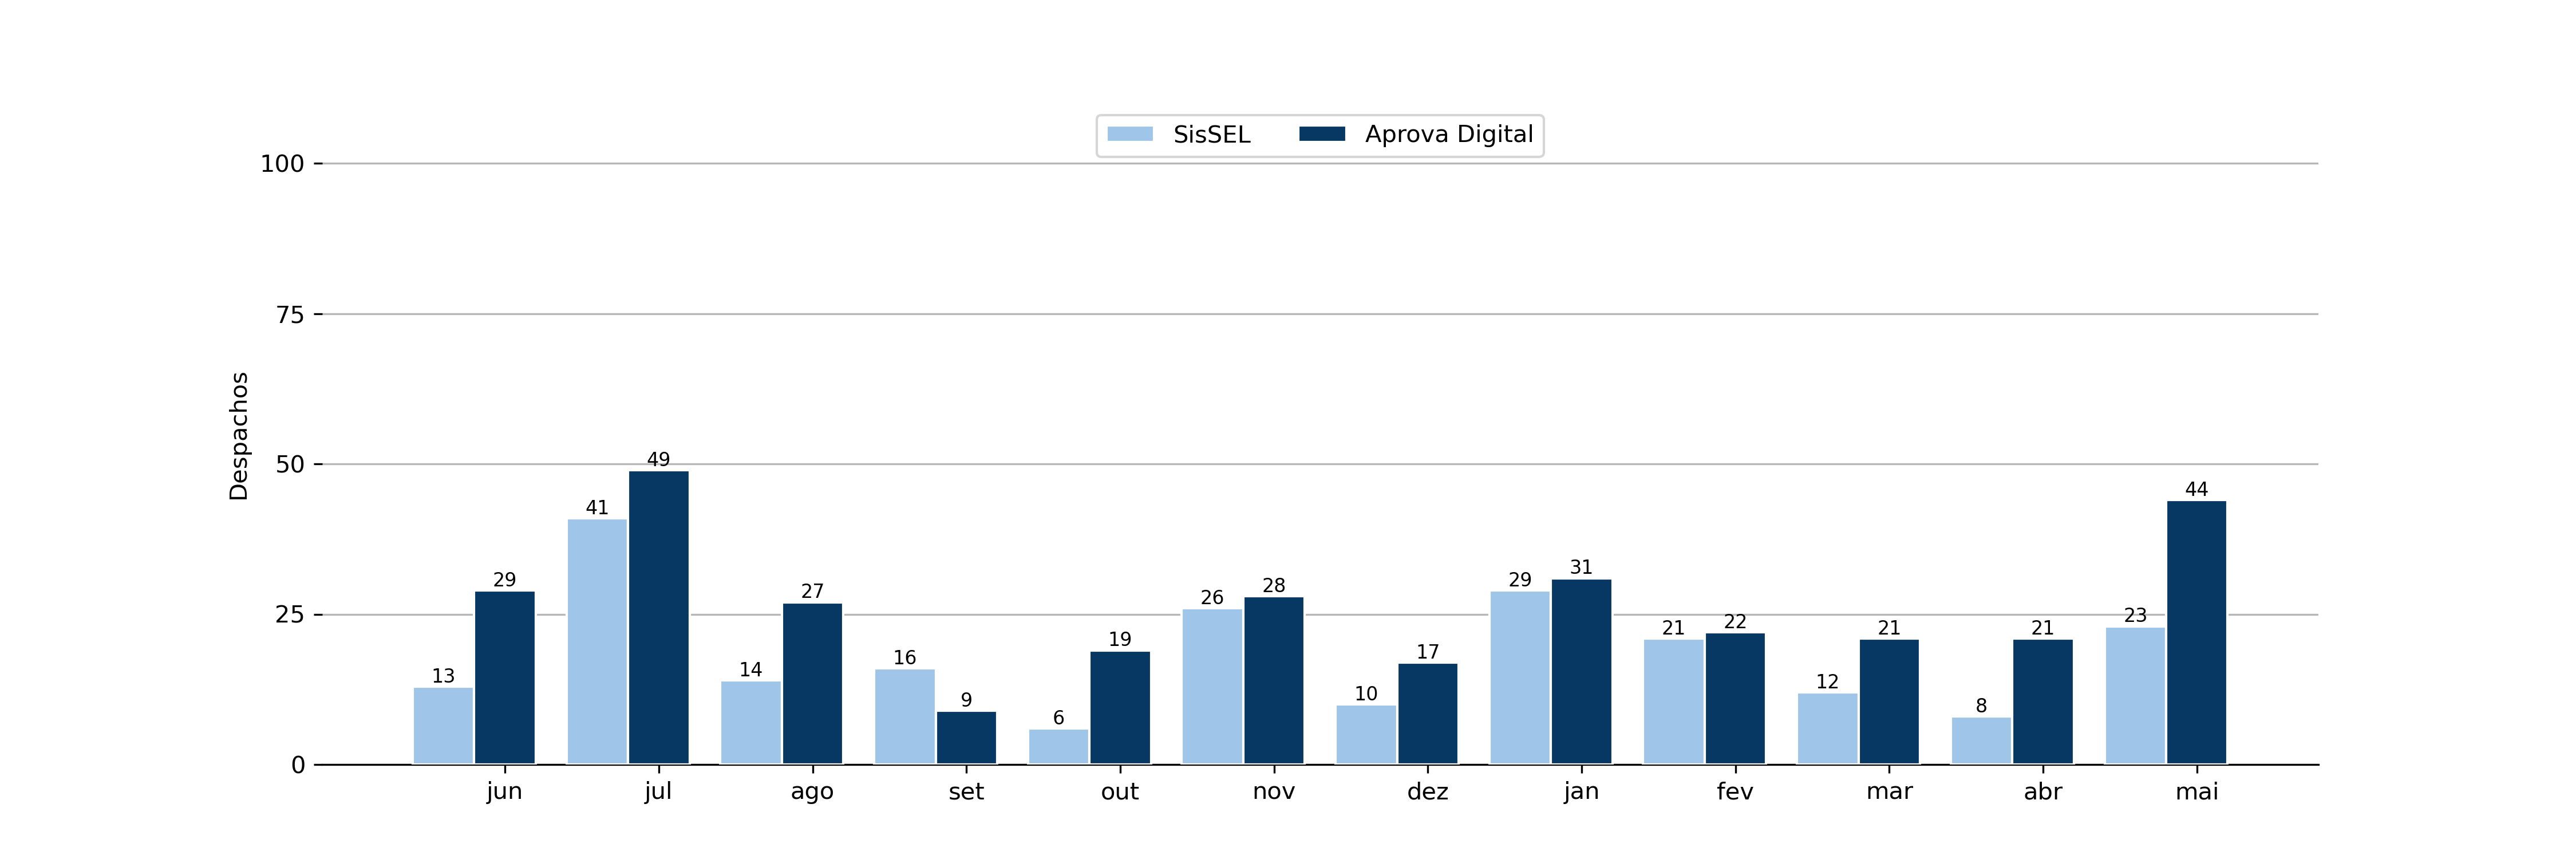 SisSEL Aprova Digital
100
75
50
25
0
Despachos
13 29 41 49 14 27 16 9 6 19 26 28 10 17 29 31 21 22 12 21 8 21 23 44
jun jul ago set out nov dez jan fev mar abr mai